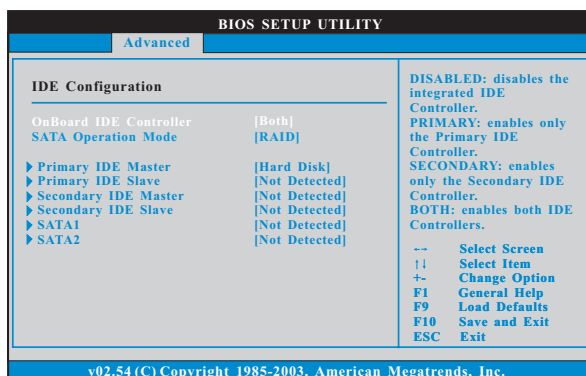 BIOS SETUP UTILITY
Advanced
IDE Configuration
OnBoard IDE Controller [Both]
SATA Operation Mode [RAID]
Primary IDE Master [Hard Disk]
Primary IDE Slave [Not Detected]
Secondary IDE Master [Not Detected]
Secondary IDE Slave [Not Detected]
SATA1 [Not Detected]
SATA2 [Not Detected]
DISABLED: disables the
integrated IDE
Controller.
PRIMARY: enables only
the Primary IDE
Controller.
SECONDARY: enables
only the Secondary IDE
Controller.
BOTH: enables both IDE
Controllers.
←→ Select Screen
↑↓ Select Item
+- Change Option
F1 General Help
F9 Load Defaults
F10 Save and Exit
ESC Exit
v02.54 (C) Copyright 1985-2003, American Megatrends, Inc.